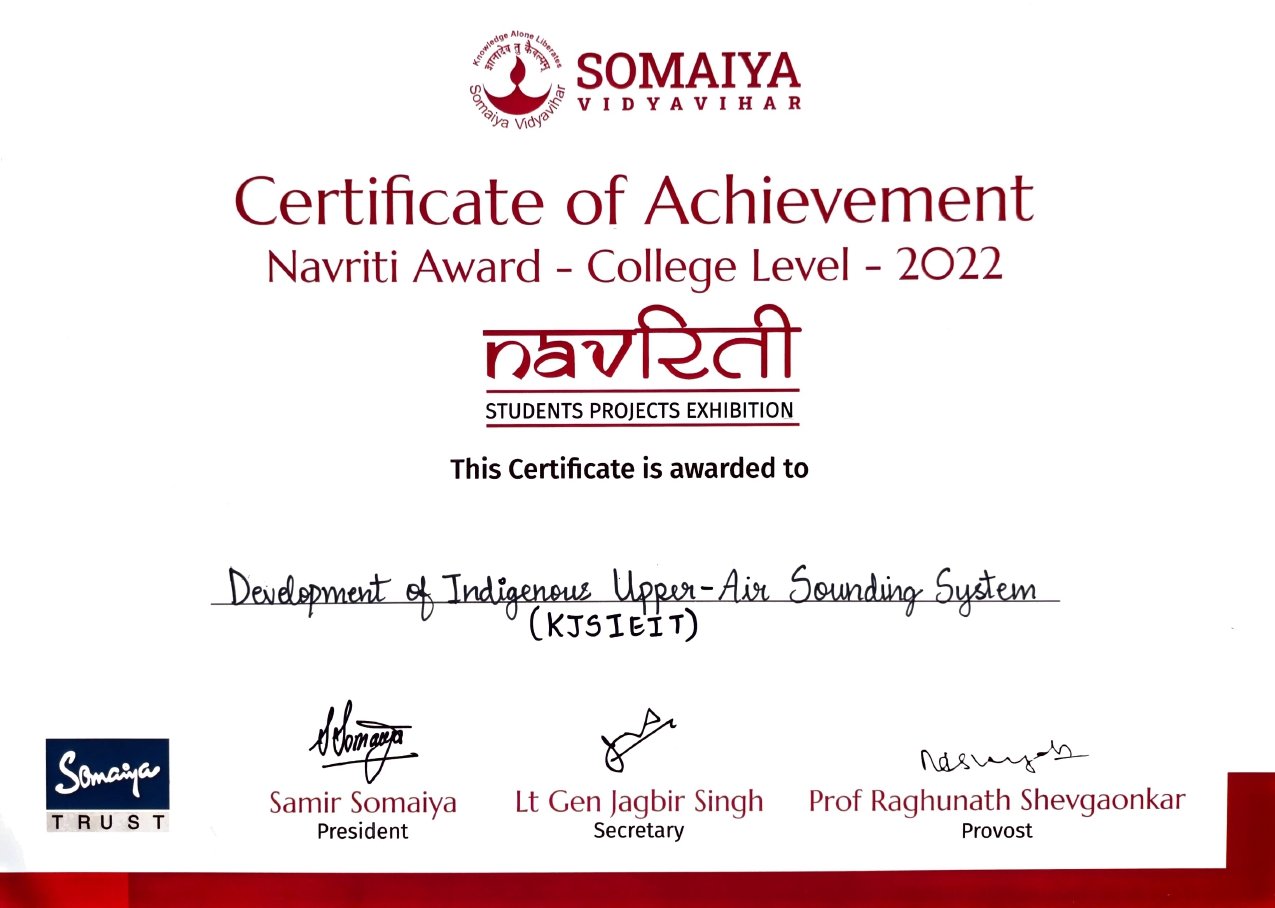 Knowledge Alone Liberates
ज्ञानादेव तु कैवल्यम्
Somaiya Vidyavihar
SOMAIYA
VIDYAVIHAR
Certificate of Achievement
Navriti Award - College Level - 2022
navरिती
STUDENTS PROJECTS EXHIBITION
This Certificate is awarded to
Development of Indigenous Upper-Air Sounding System
(KJSIEIT)
SSomaiya
Somaiya
TRUST
Samir Somaiya
President
Lt Gen Jagbir Singh
Secretary
Prof Raghunath Shevgaonkar
Provost